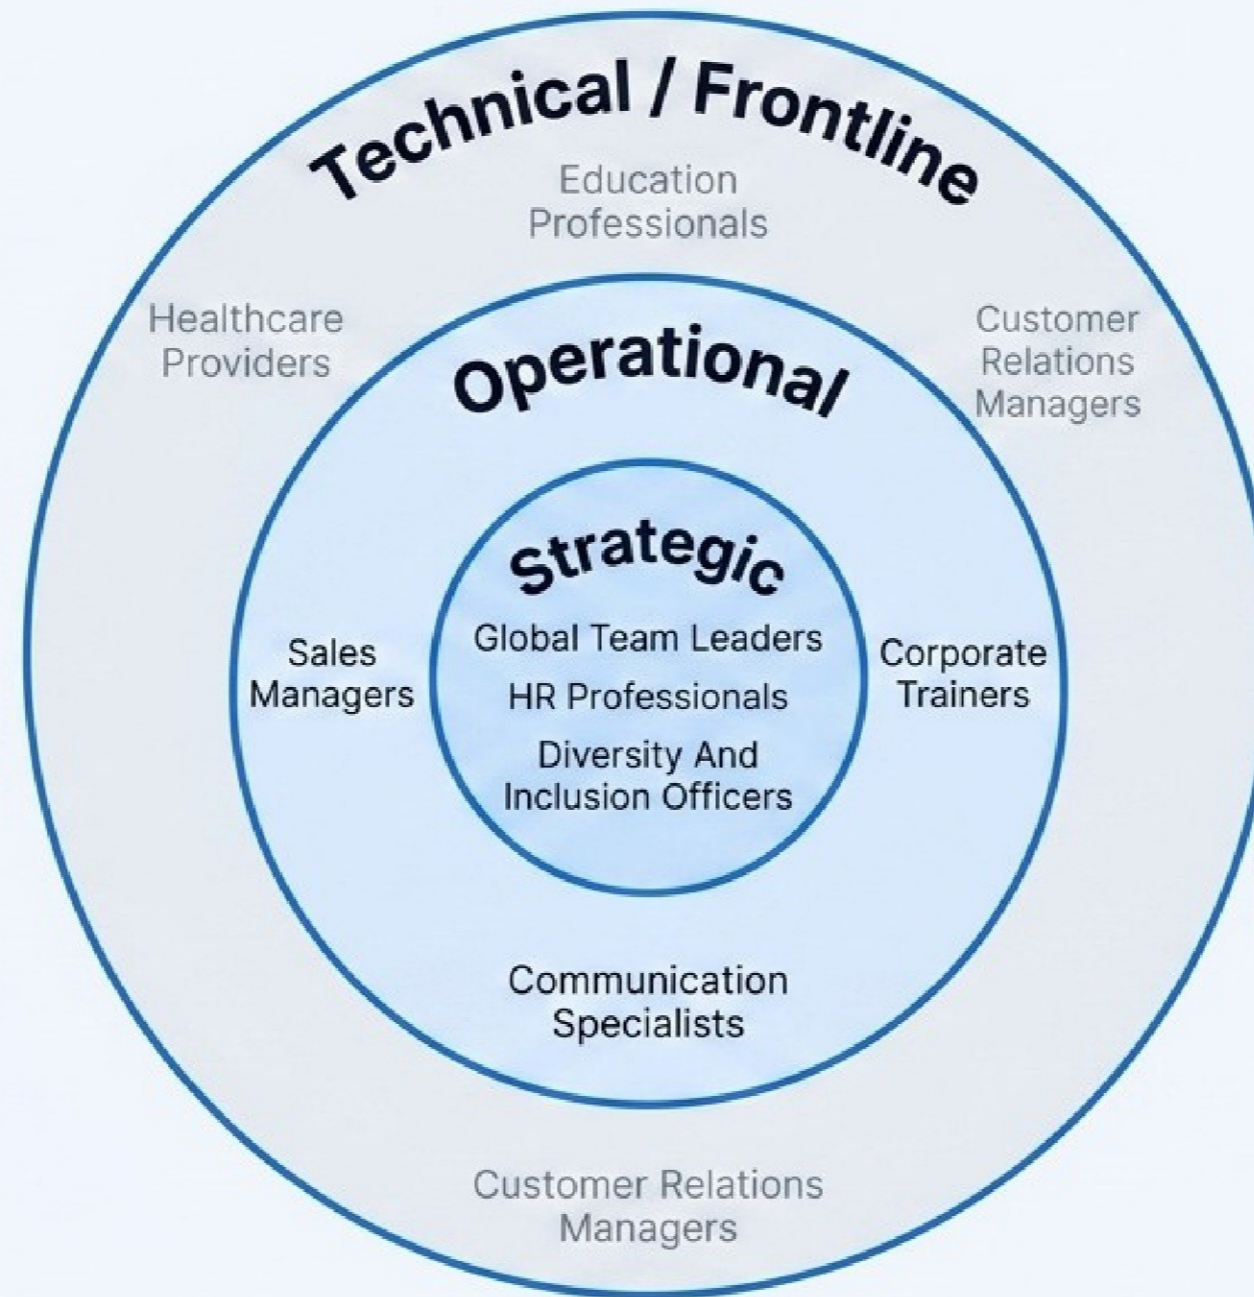 Technical / Frontline
Education
Professionals
Healthcare
Providers
Customer
Relations
Managers
Operational
Strategic
Global Team Leaders
HR Professionals
Diversity And
Inclusion Officers
Sales
Managers
Corporate
Trainers
Communication
Specialists
Customer Relations
Managers